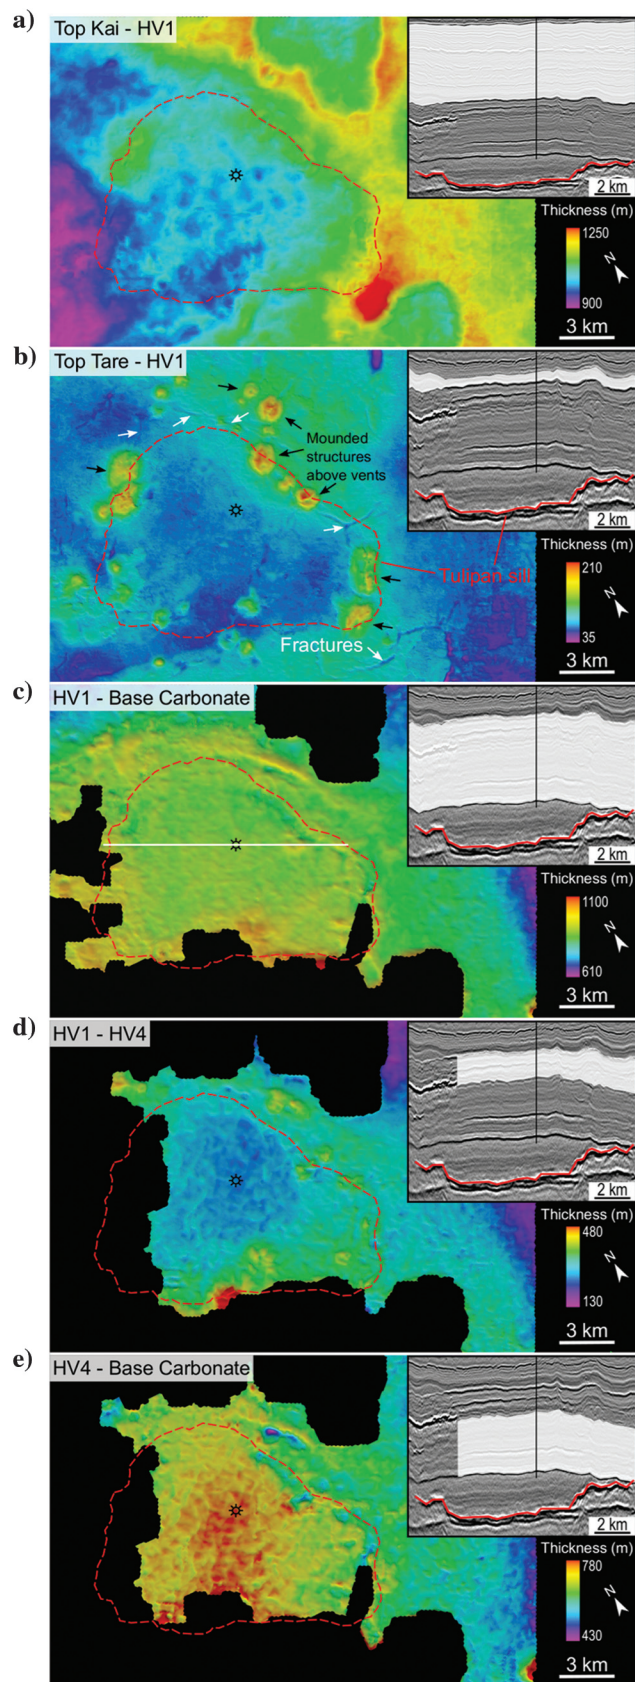 a)
Top Kai - HV1
2 km
Thickness (m)
1250
900
N
3 km
b)
Top Tare - HV1
Mounded
structures
above vents
2 km
Tulipan sill
Fractures
Thickness (m)
210
35
N
3 km
c)
HV1 - Base Carbonate
2 km
Thickness (m)
1100
610
N
3 km
d)
HV1 - HV4
2 km
Thickness (m)
480
130
N
3 km
e)
HV4 - Base Carbonate
2 km
Thickness (m)
780
430
N
3 km